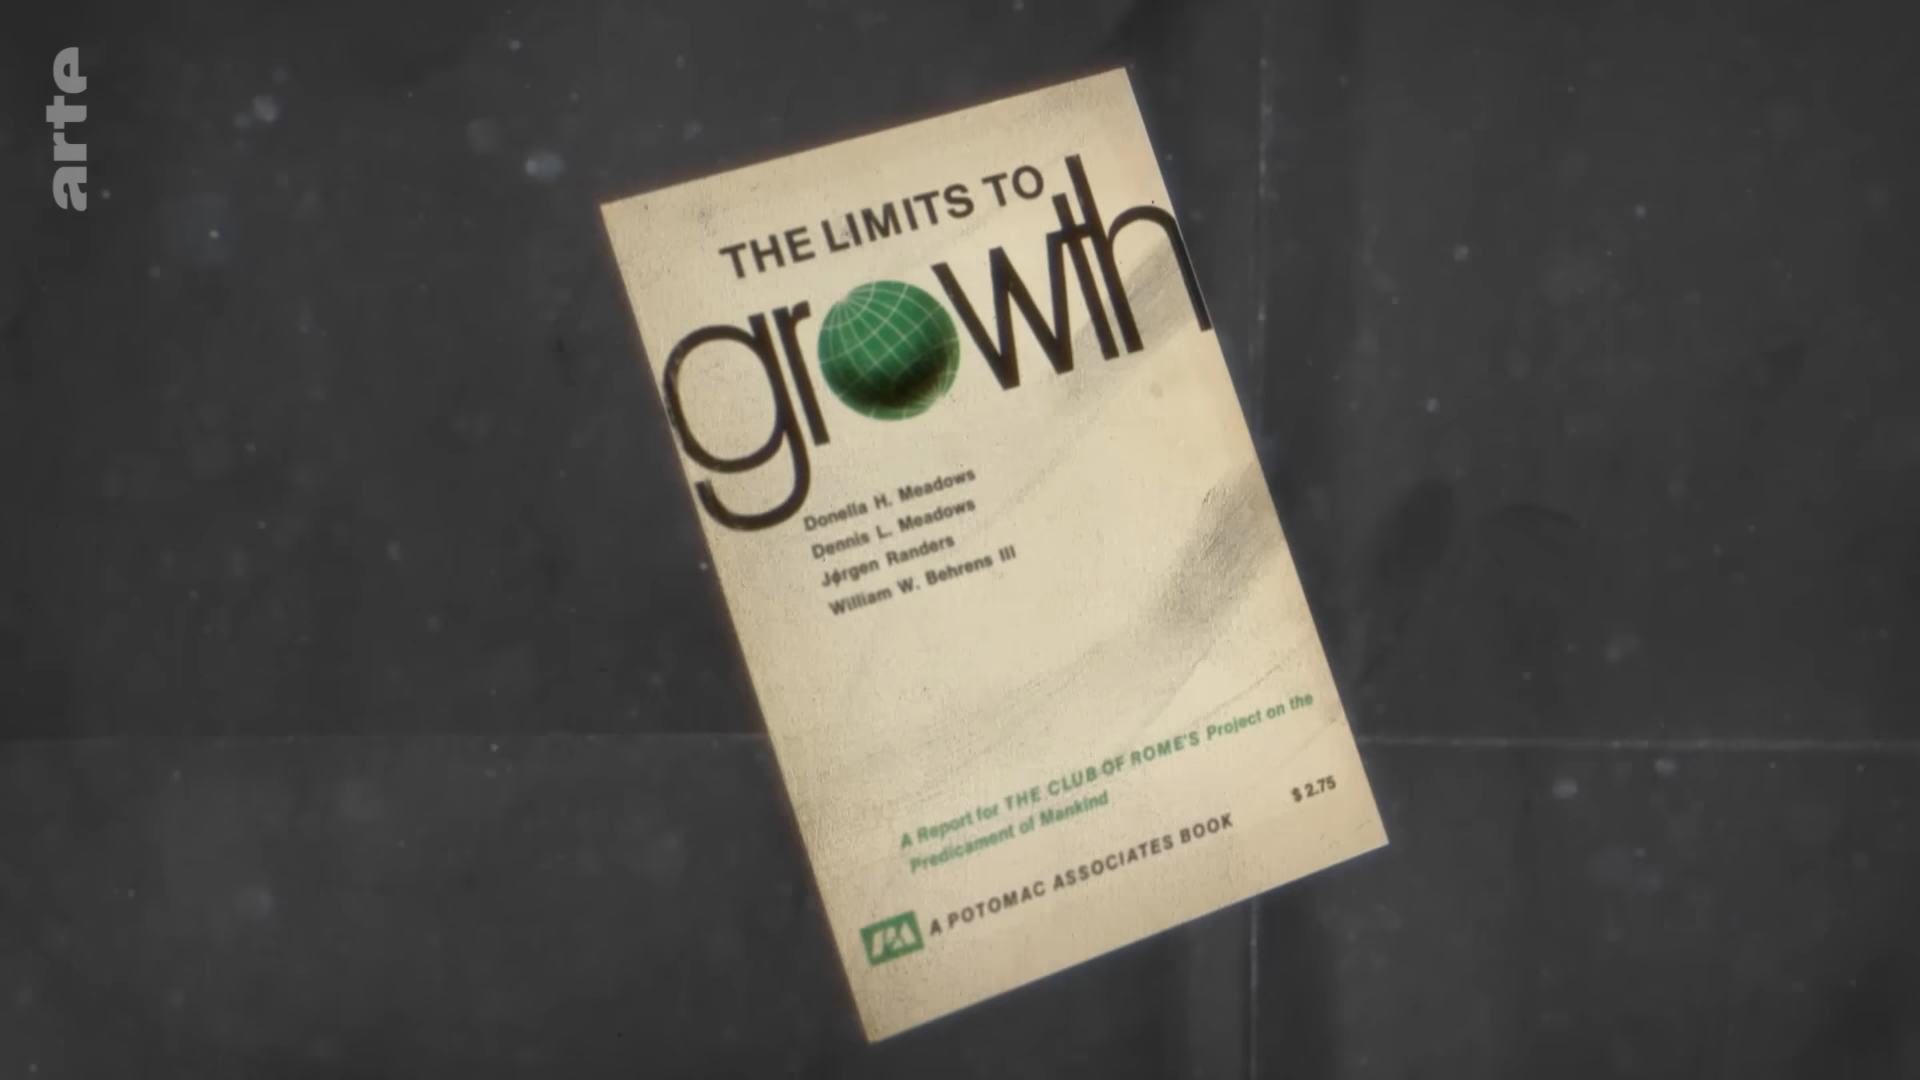 arte
THE LIMITS TO
growth
Donella H. Meadows
Dennis L. Meadows
Jørgen Randers
William W. Behrens III
A Report for THE CLUB OF ROME'S Project on the
Predicament of Mankind
$ 2.75
A POTOMAC ASSOCIATES BOOK